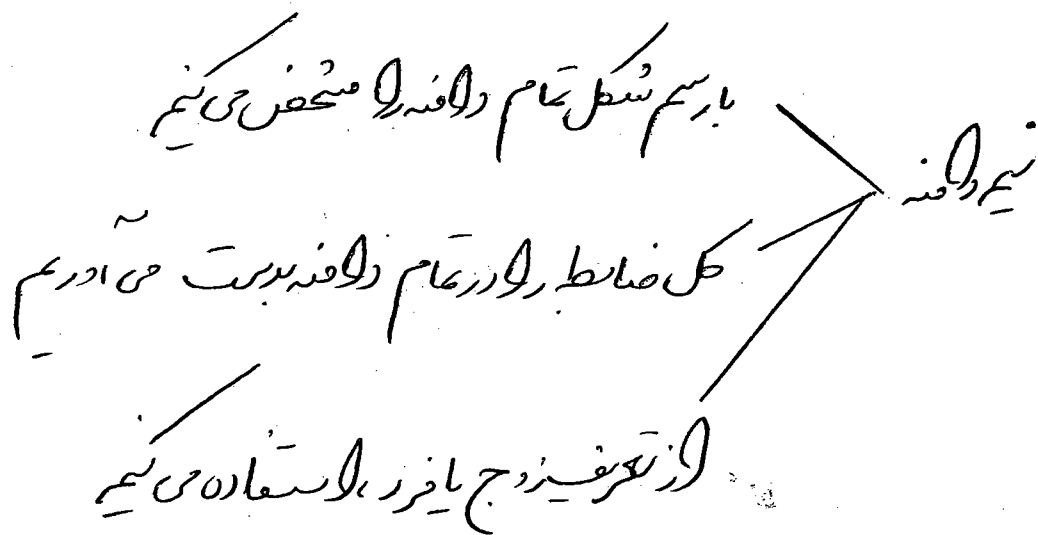 نیم دامنه
با رسم شکل تمام دامنه را مشخص می‌کنیم
کل ضابطه را در تمام دامنه بدست می‌آوریم
از تعریف زوج یا فرد، استفاده می‌کنیم